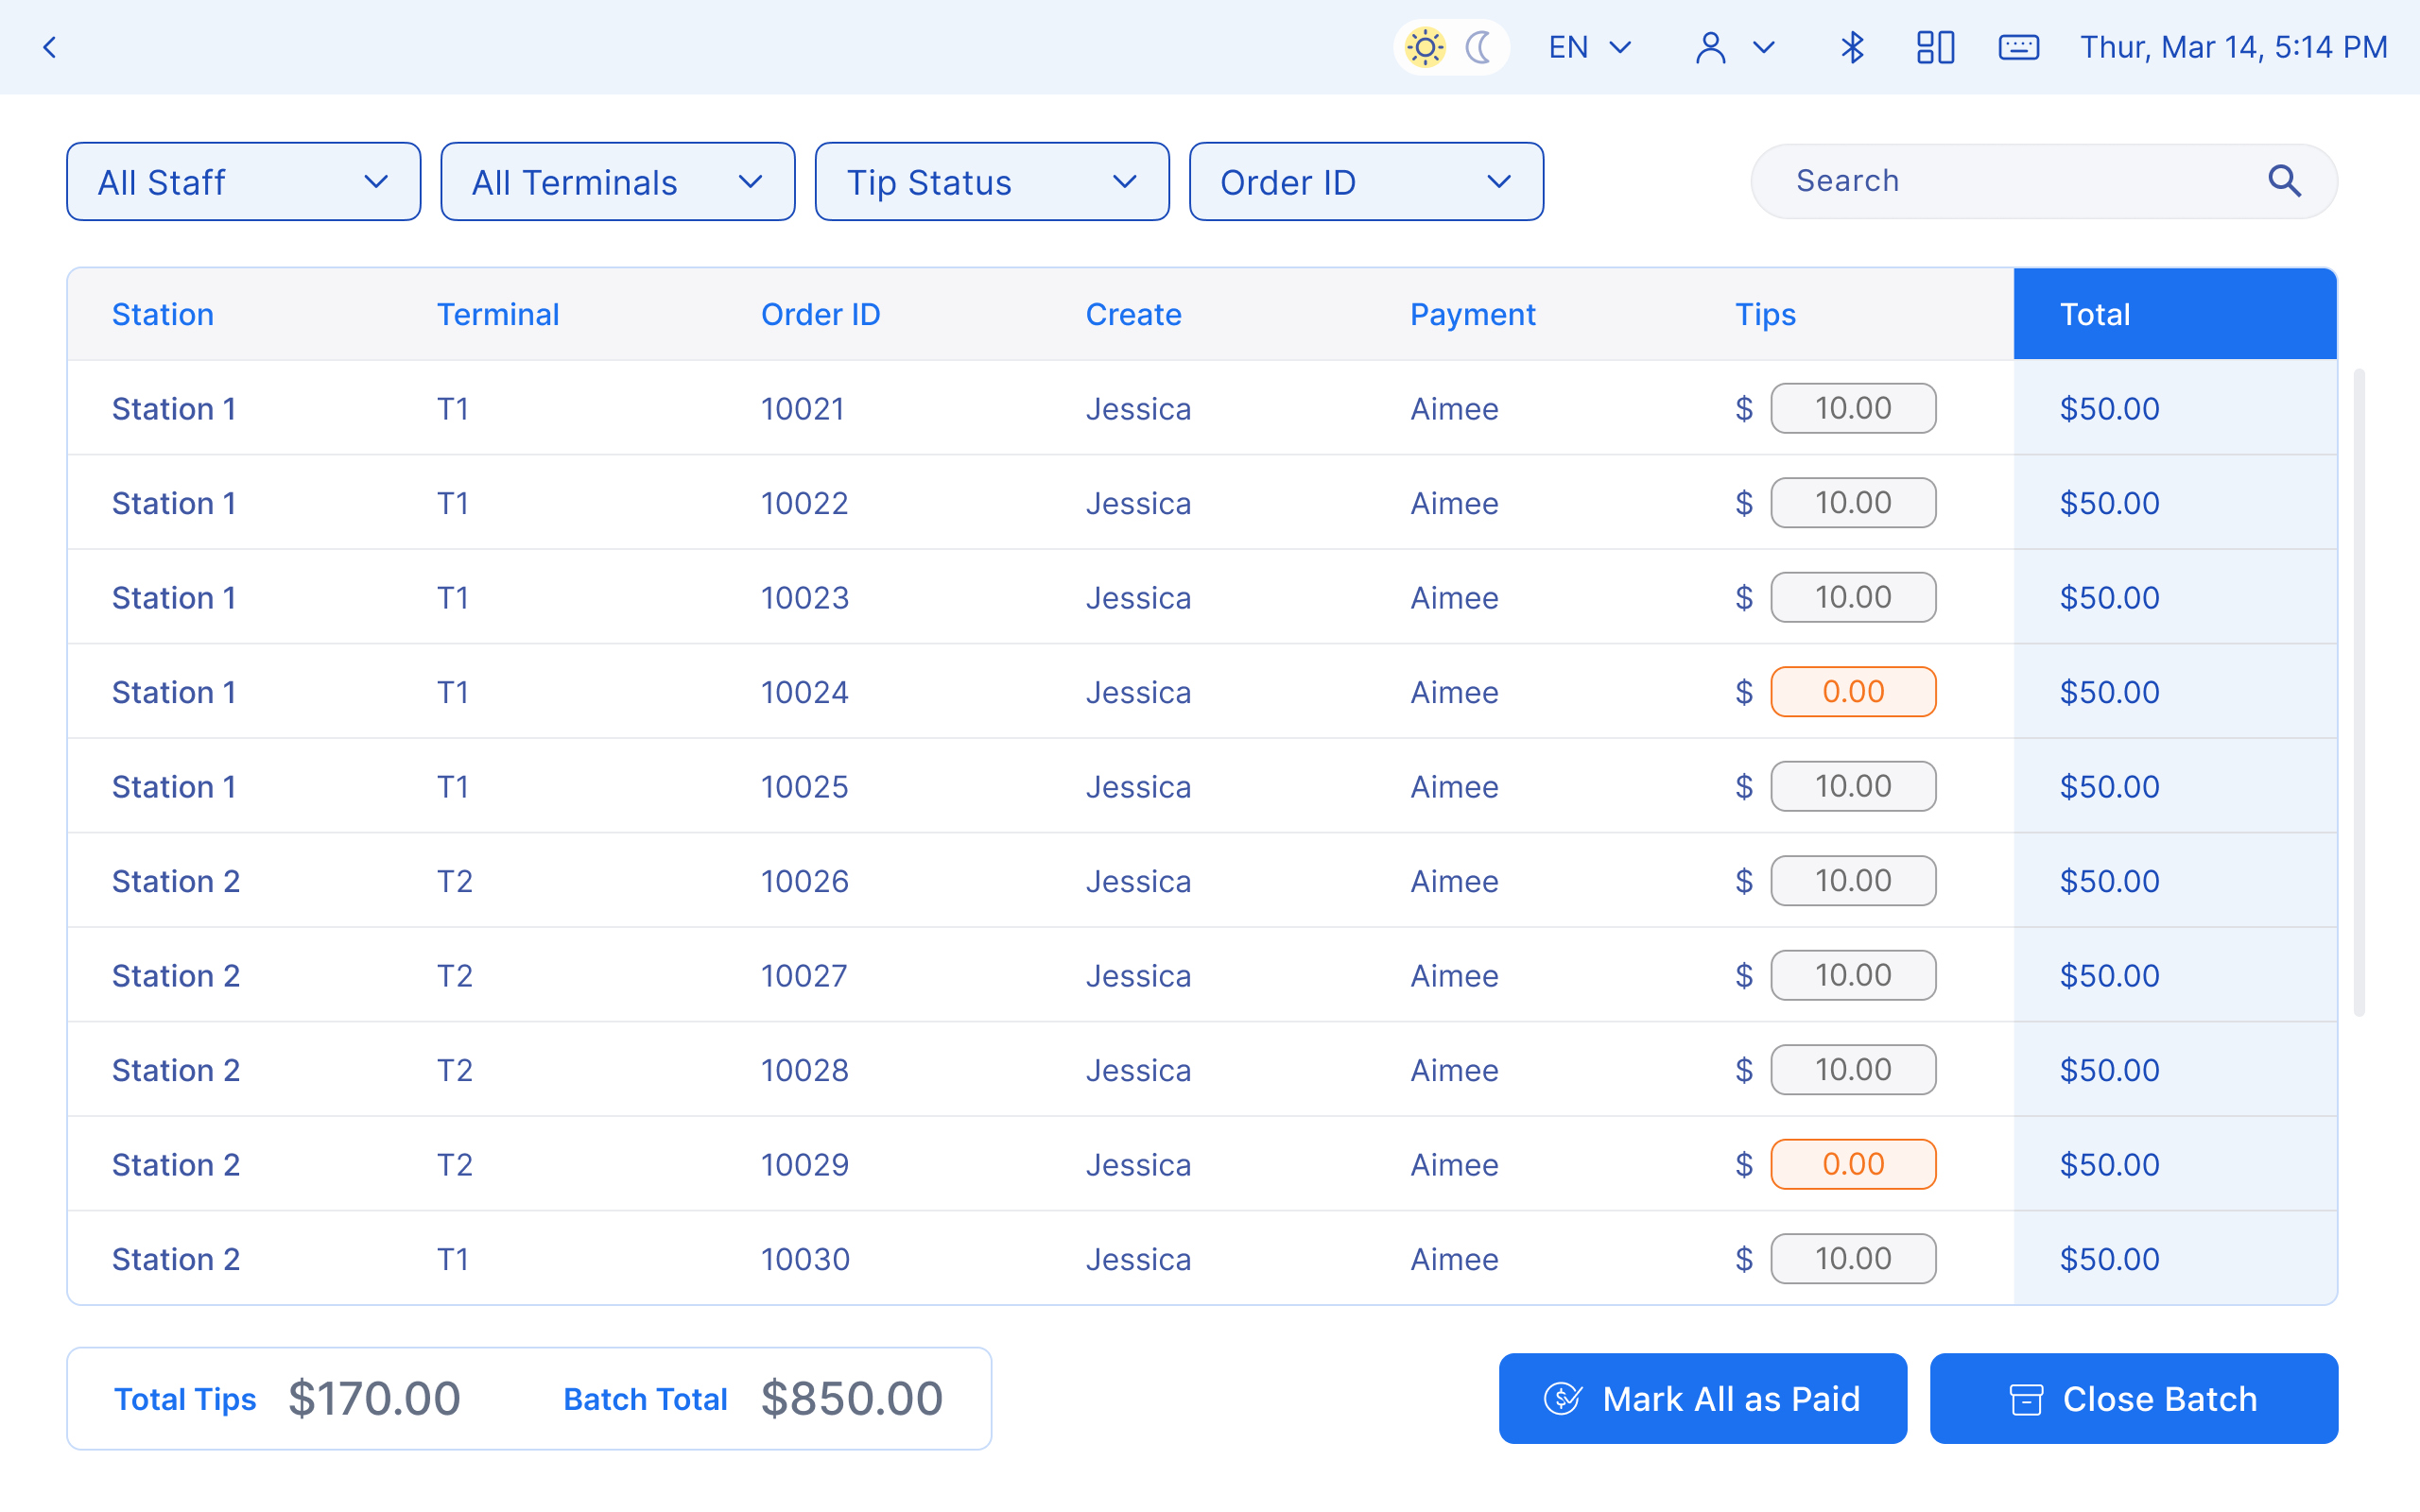 EN Thur, Mar 14, 5:14 PM
All Staff All Terminals Tip Status Order ID Search
Station Terminal Order ID Create Payment Tips Total
Station 1 T1 10021 Jessica Aimee $ 10.00 $50.00
Station 1 T1 10022 Jessica Aimee $ 10.00 $50.00
Station 1 T1 10023 Jessica Aimee $ 10.00 $50.00
Station 1 T1 10024 Jessica Aimee $ 0.00 $50.00
Station 1 T1 10025 Jessica Aimee $ 10.00 $50.00
Station 2 T2 10026 Jessica Aimee $ 10.00 $50.00
Station 2 T2 10027 Jessica Aimee $ 10.00 $50.00
Station 2 T2 10028 Jessica Aimee $ 10.00 $50.00
Station 2 T2 10029 Jessica Aimee $ 0.00 $50.00
Station 2 T1 10030 Jessica Aimee $ 10.00 $50.00
Total Tips $170.00 Batch Total $850.00 Mark All as Paid Close Batch